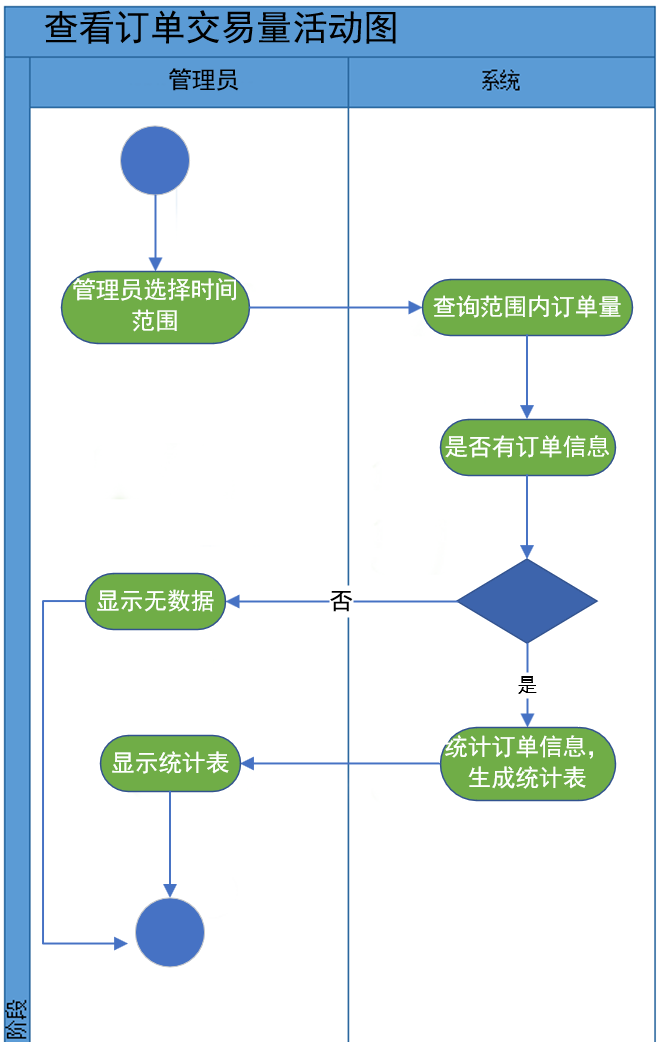 查看订单交易量活动图
管理员
系统
管理员选择时间
范围
查询范围内订单量
是否有订单信息
显示无数据
否
是
显示统计表
统计订单信息,
生成统计表
阶段